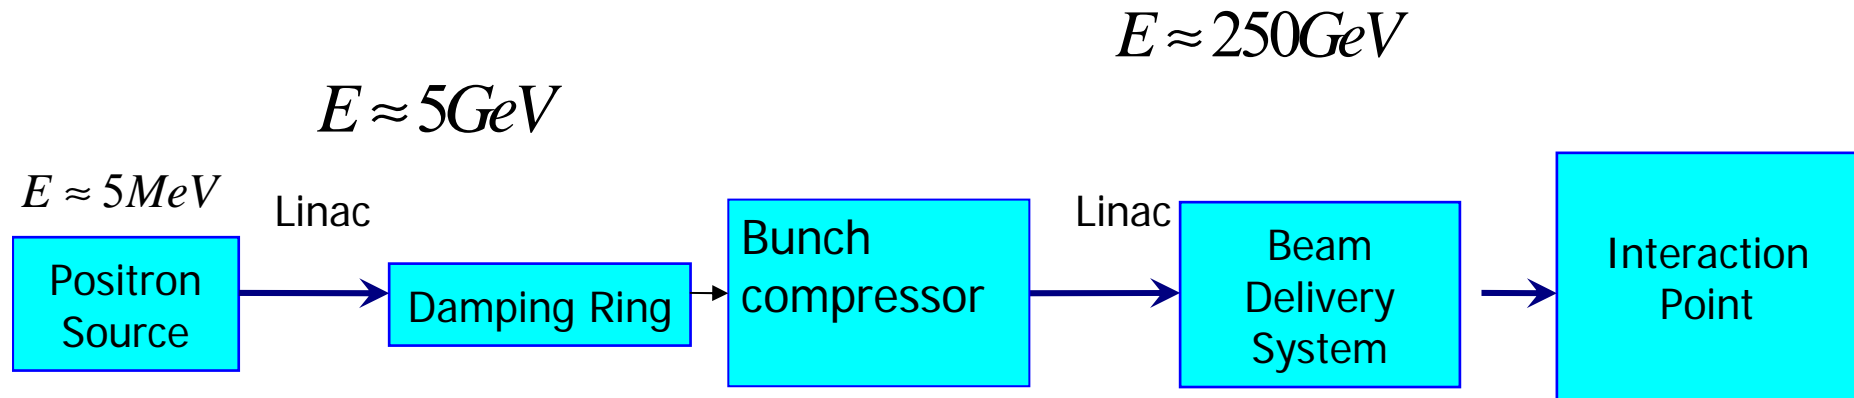 E ≈ 250GeV
E ≈ 5GeV
E ≈ 5MeV
Linac
Linac
Positron
Source
Damping Ring
Bunch
compressor
Beam
Delivery
System
Interaction
Point